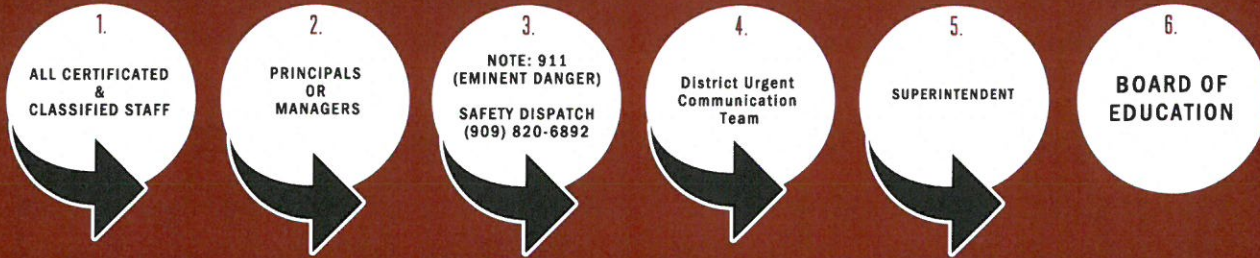 1.
ALL CERTIFICATED
&
CLASSIFIED STAFF
2.
PRINCIPALS
OR
MANAGERS
3.
NOTE: 911
(EMINENT DANGER)
SAFETY DISPATCH
(909) 820-6892
4.
District Urgent
Communication
Team
5.
SUPERINTENDENT
6.
BOARD OF
EDUCATION